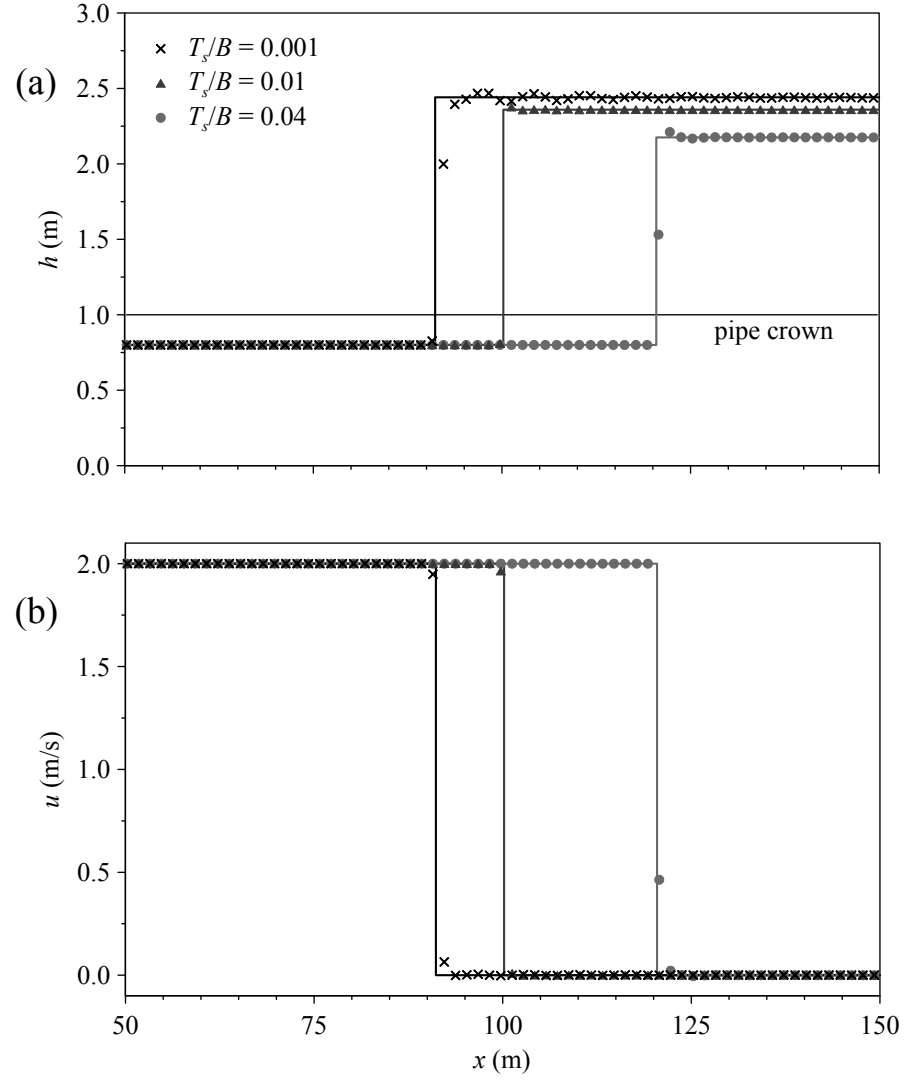 (a)
3.0
2.5
2.0
1.5
1.0
0.5
0.0
h (m)
× T_s/B = 0.001
▲ T_s/B = 0.01
● T_s/B = 0.04
pipe crown
(b)
2.0
1.5
1.0
0.5
0.0
u (m/s)
50 75 100 125 150
x (m)